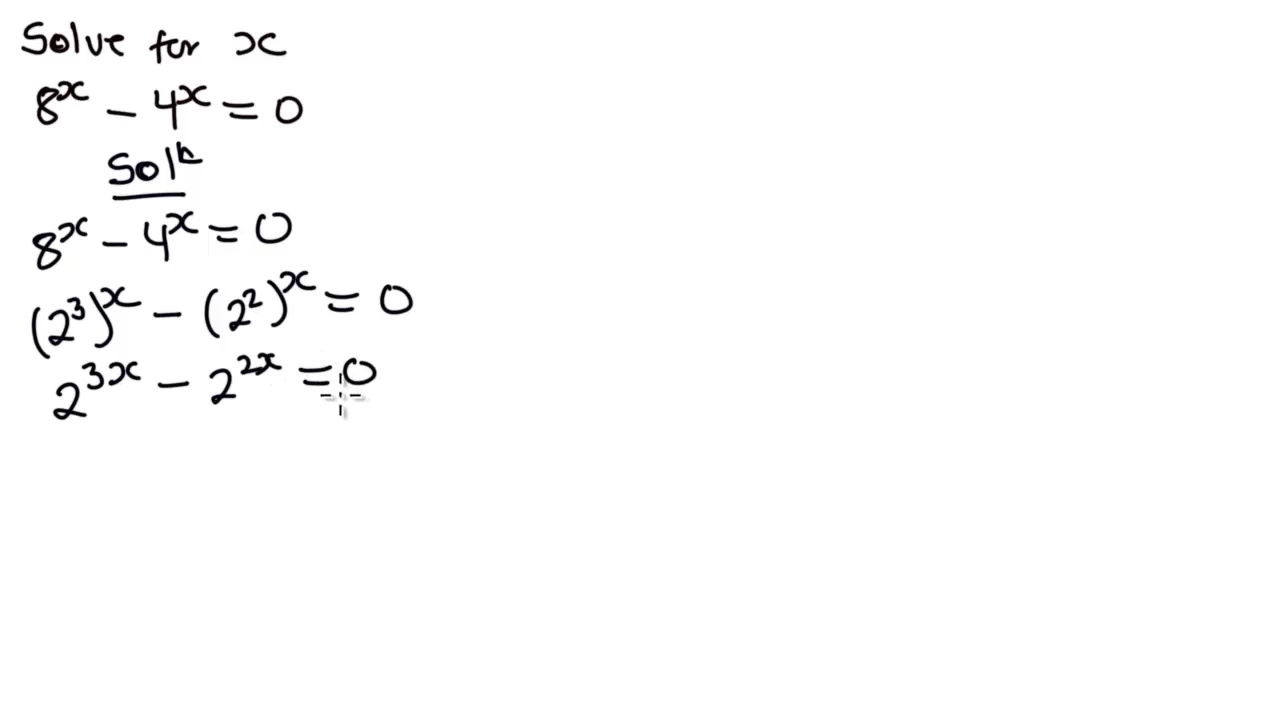 Solve for x
8^x - 4^x = 0
Sol^n
8^x - 4^x = 0
(2^3)^x - (2^2)^x = 0
2^{3x} - 2^{2x} = 0